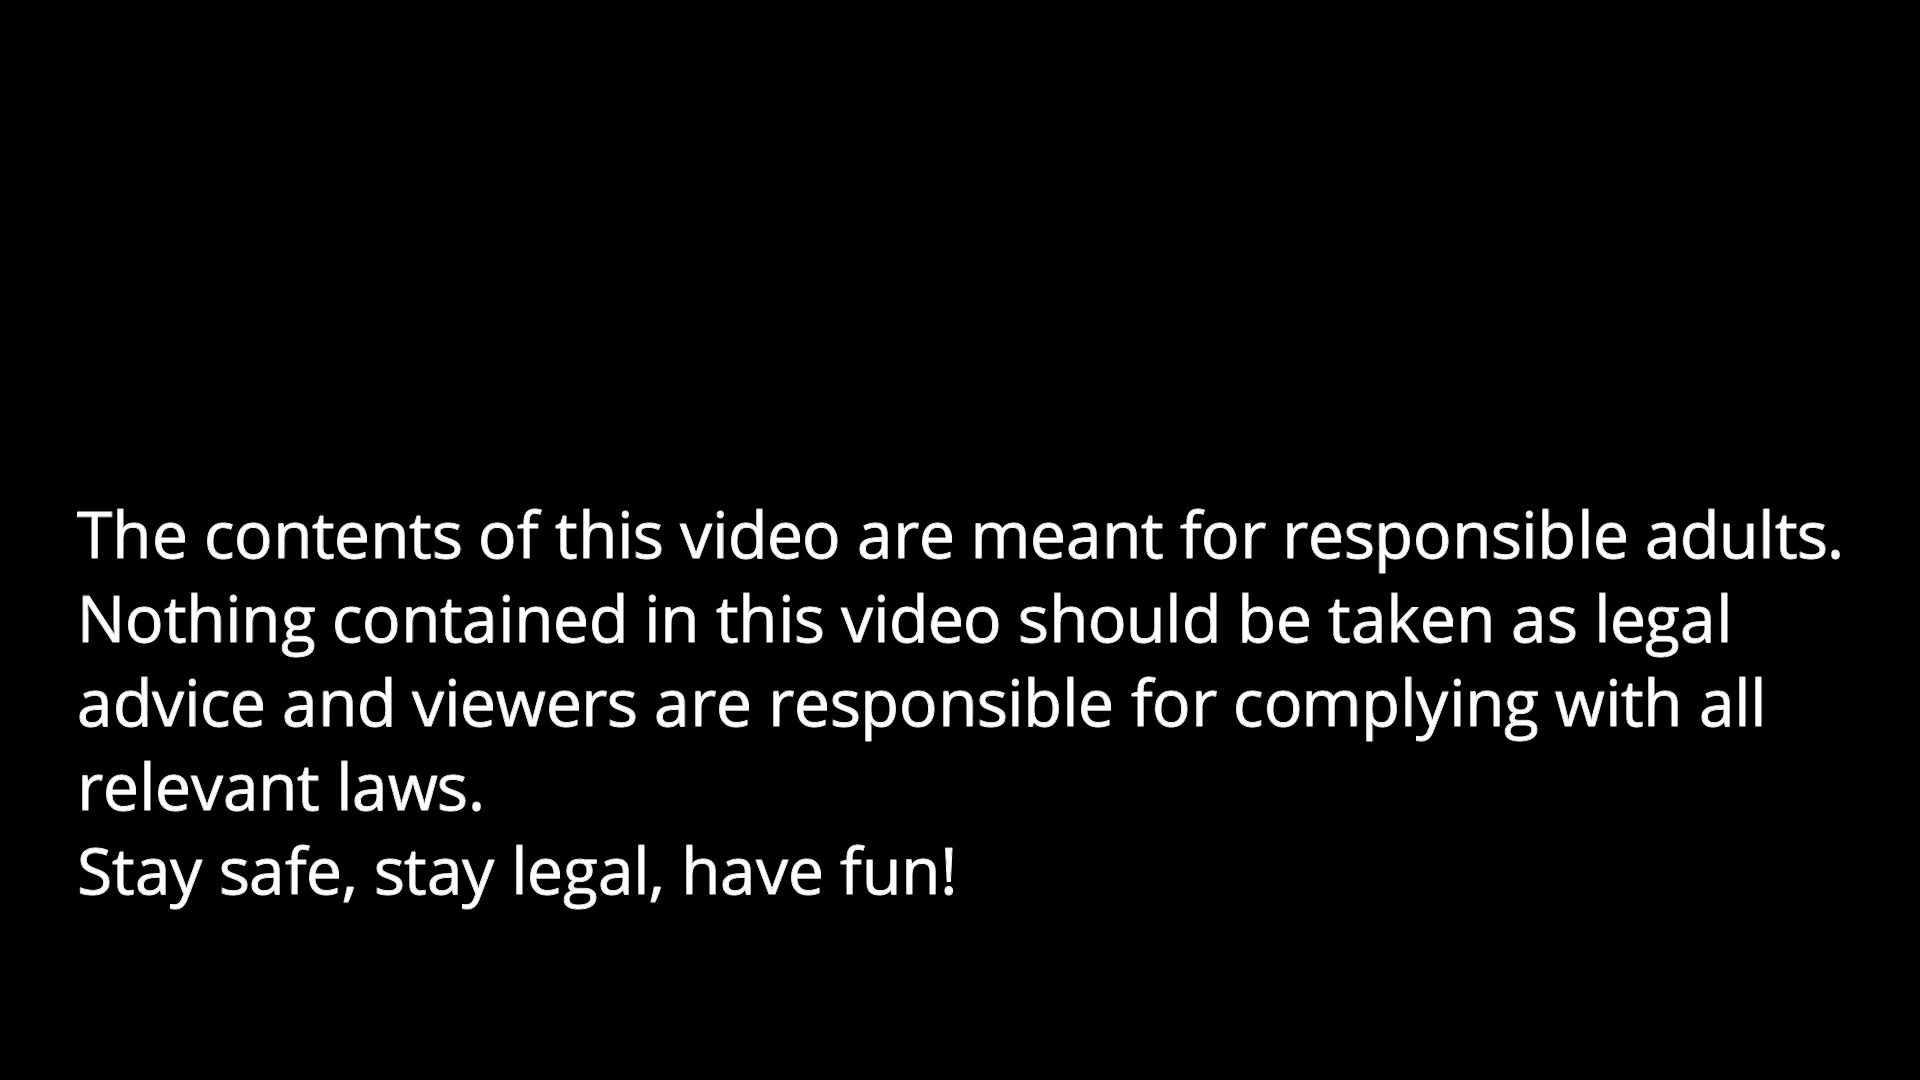 The contents of this video are meant for responsible adults.
Nothing contained in this video should be taken as legal
advice and viewers are responsible for complying with all
relevant laws.
Stay safe, stay legal, have fun!